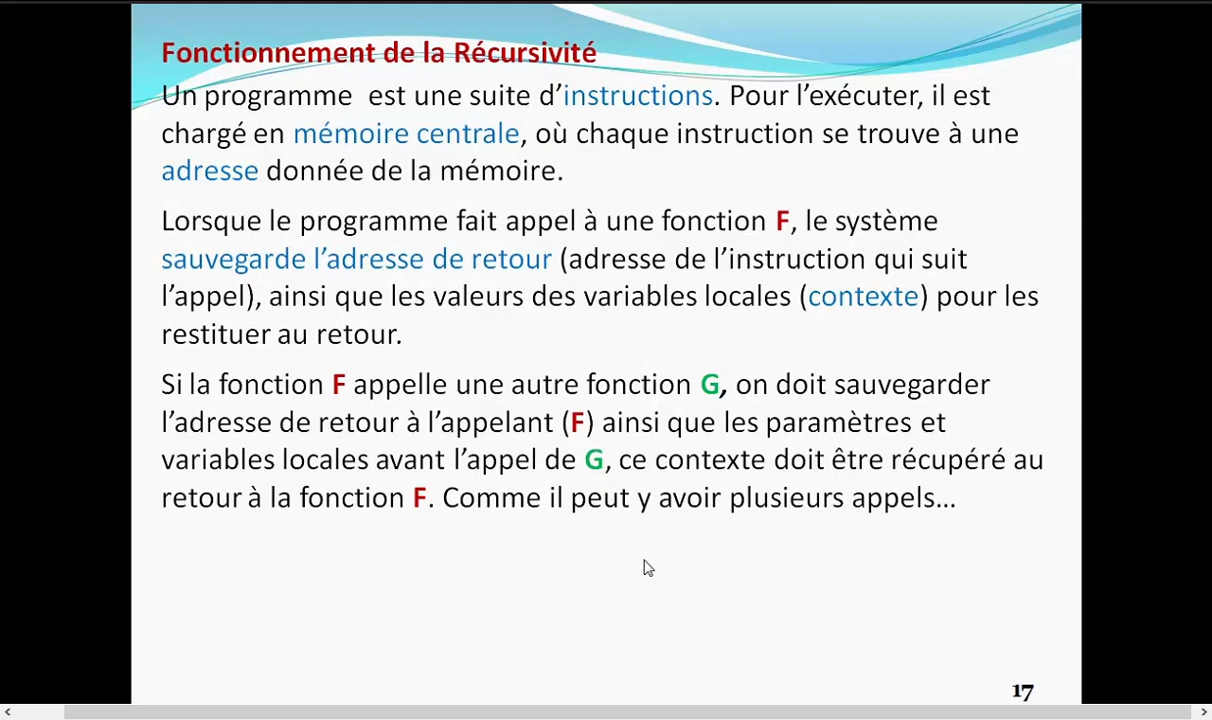 Fonctionnement de la Récursivité
Un programme est une suite d’instructions. Pour l’exécuter, il est
chargé en mémoire centrale, où chaque instruction se trouve à une
adresse donnée de la mémoire.
Lorsque le programme fait appel à une fonction F, le système
sauvegarde l’adresse de retour (adresse de l’instruction qui suit
l’appel), ainsi que les valeurs des variables locales (contexte) pour les
restituer au retour.
Si la fonction F appelle une autre fonction G, on doit sauvegarder
l’adresse de retour à l’appelant (F) ainsi que les paramètres et
variables locales avant l’appel de G, ce contexte doit être récupéré au
retour à la fonction F. Comme il peut y avoir plusieurs appels…
17